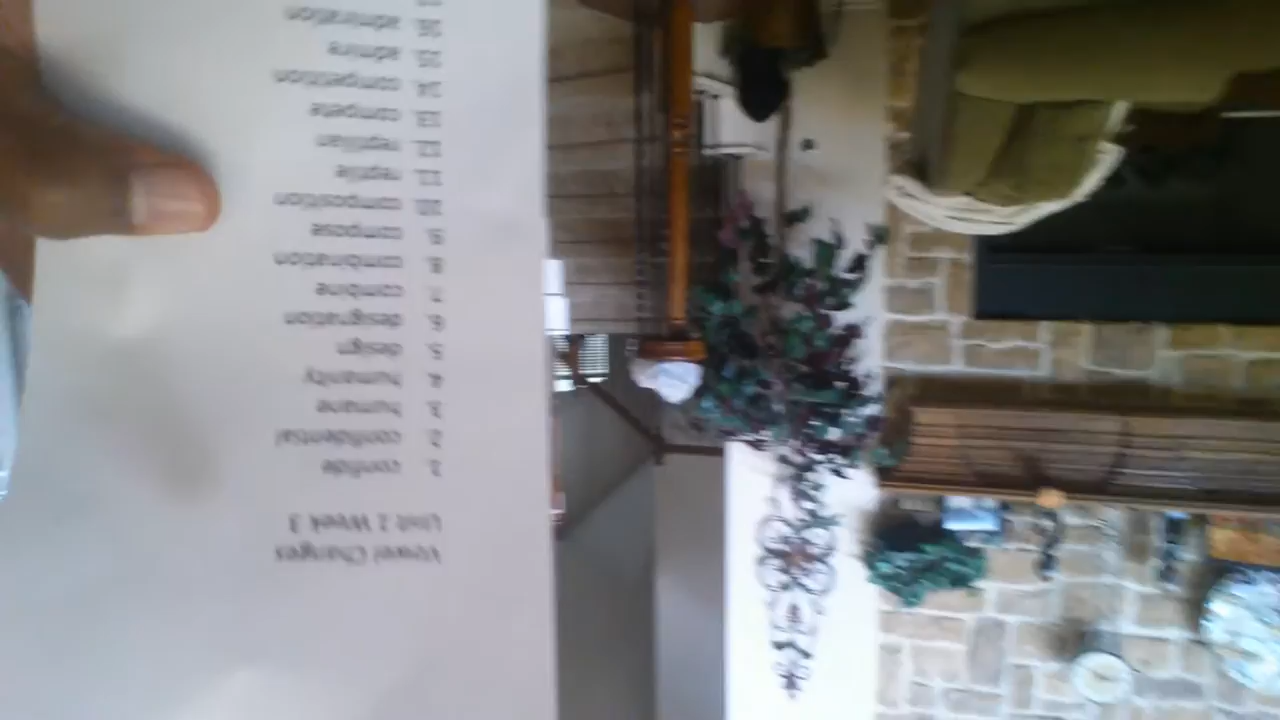 Vowel Changes
Unit 1 Week 3
1. confide
2. confidential
3. humane
4. humanity
5. design
6. designation
7. combine
8. combination
9. compose
10. composition
11. reptile
12. reptilian
13. compete
14. competition
15. admire
16. admiration